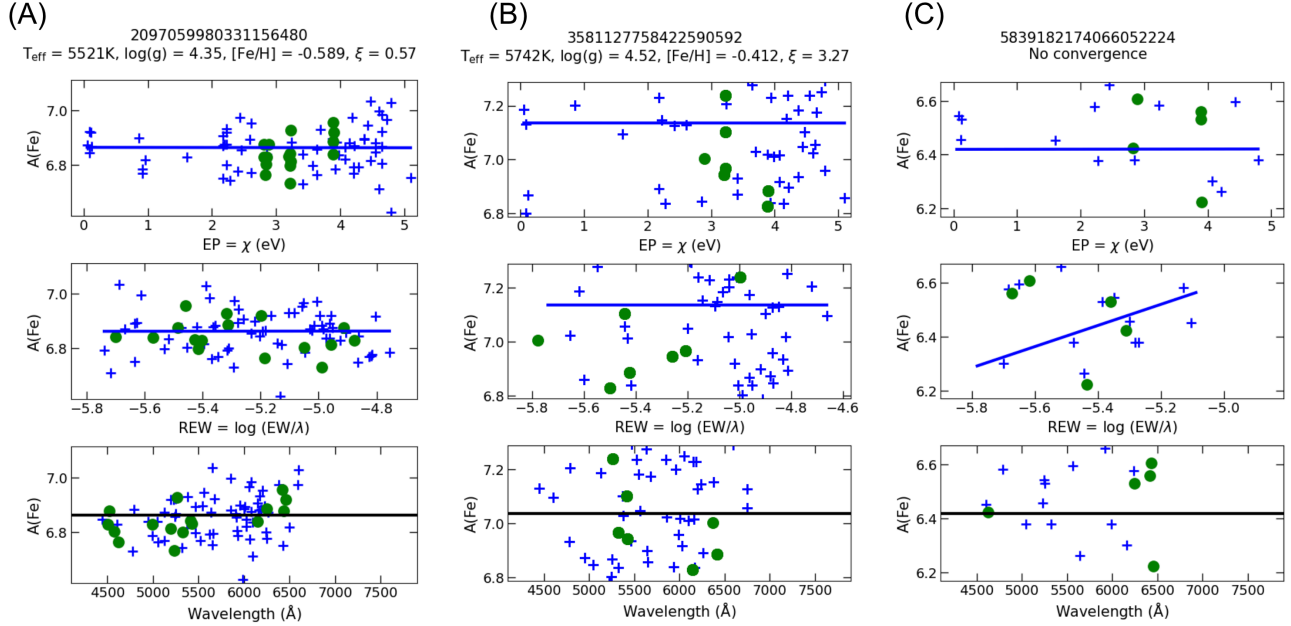 (A)
2097059980331156480
T_eff = 5521K, log(g) = 4.35, [Fe/H] = -0.589, ξ = 0.57
7.0
6.8
A(Fe)
0 1 2 3 4 5
EP = χ (eV)
7.0
6.8
A(Fe)
−5.8 −5.6 −5.4 −5.2 −5.0 −4.8
REW = log (EW/λ)
7.0
6.8
A(Fe)
4500 5000 5500 6000 6500 7000 7500
Wavelength (Å)
(B)
3581127758422590592
T_eff = 5742K, log(g) = 4.52, [Fe/H] = -0.412, ξ = 3.27
7.2
7.0
6.8
A(Fe)
0 1 2 3 4 5
EP = χ (eV)
7.2
7.0
6.8
A(Fe)
−5.8 −5.6 −5.4 −5.2 −5.0 −4.8 −4.6
REW = log (EW/λ)
7.2
7.0
6.8
A(Fe)
4500 5000 5500 6000 6500 7000 7500
Wavelength (Å)
(C)
5839182174066052224
No convergence
6.6
6.4
6.2
A(Fe)
0 1 2 3 4 5
EP = χ (eV)
6.6
6.4
6.2
A(Fe)
−5.8 −5.6 −5.4 −5.2 −5.0
REW = log (EW/λ)
6.6
6.4
6.2
A(Fe)
4500 5000 5500 6000 6500 7000 7500
Wavelength (Å)